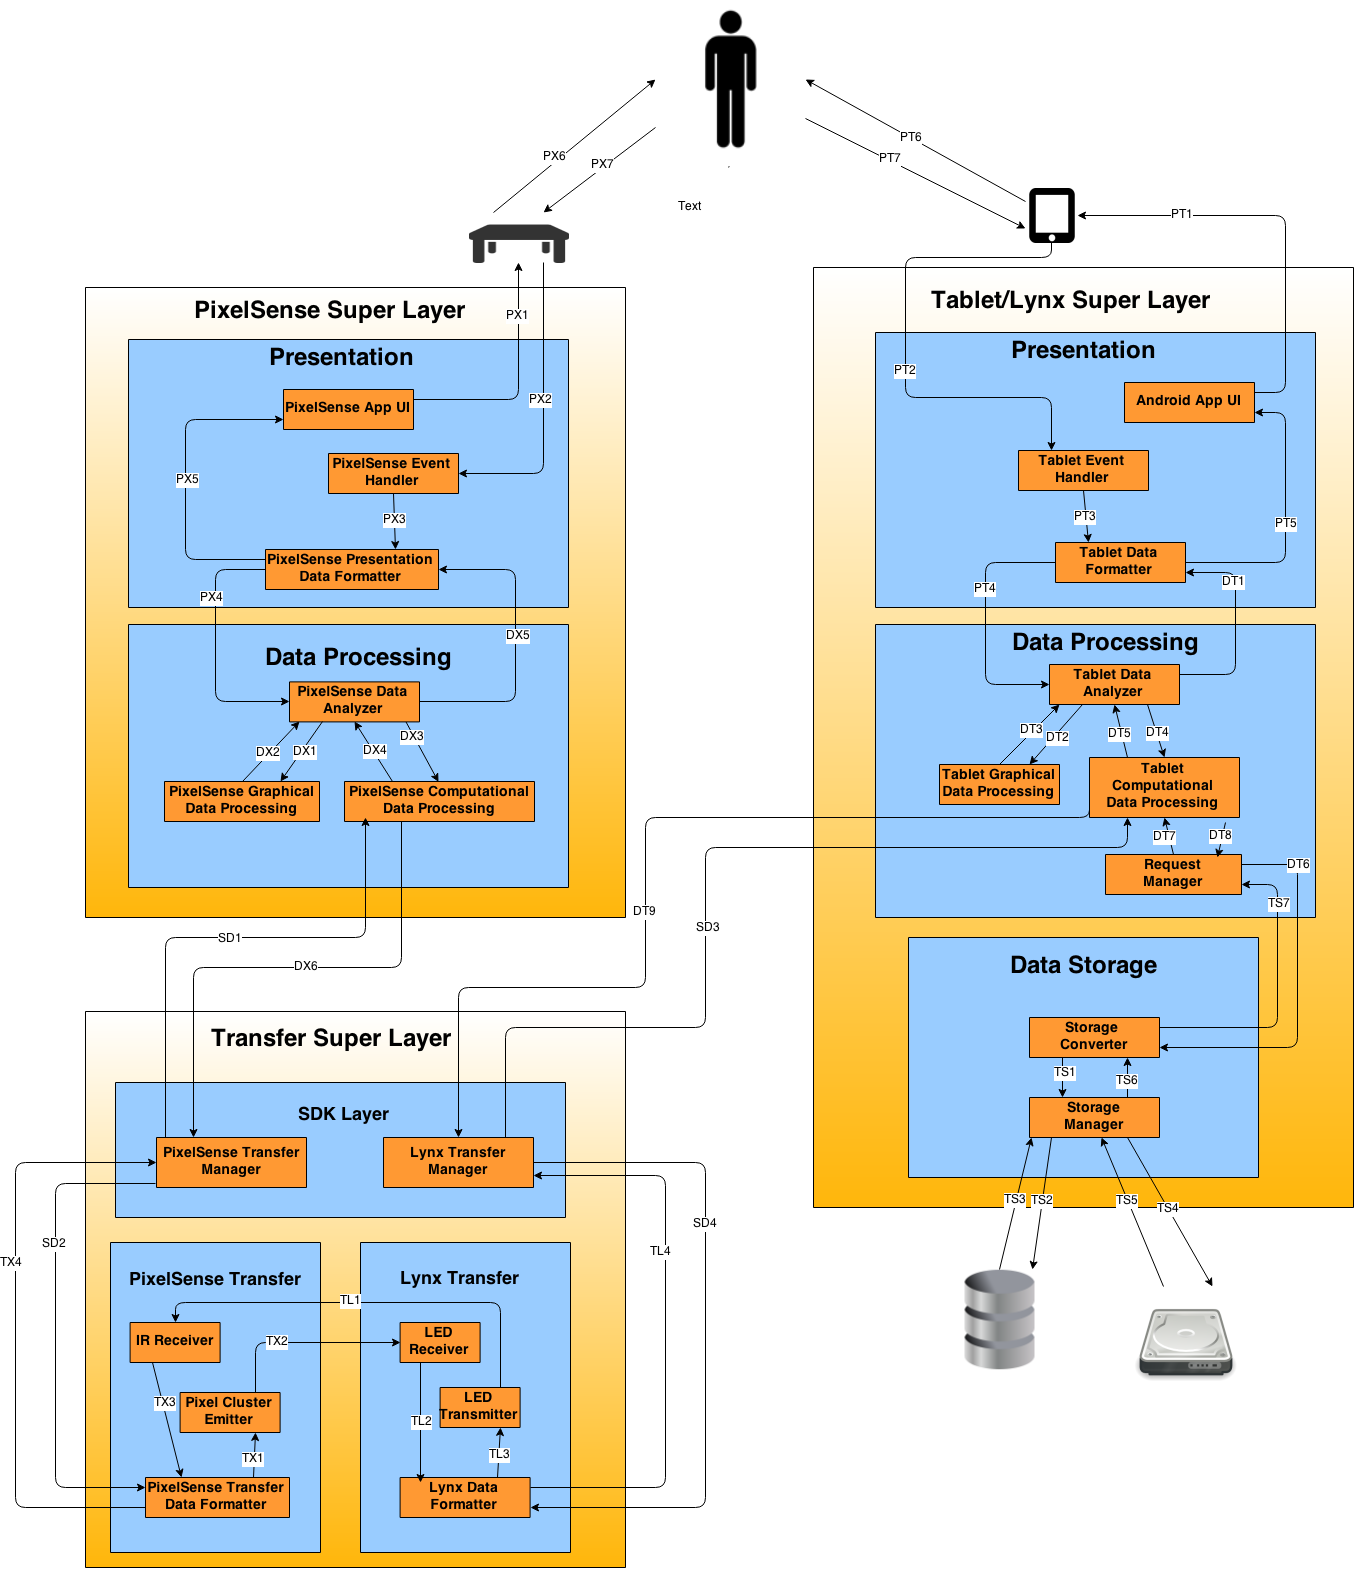 PX6
PX7
PT6
PT7
Text
PT1
PixelSense Super Layer
PX1
Presentation
PixelSense App UI
PX2
PixelSense Event
Handler
PX5
PX3
PixelSense Presentation
Data Formatter
PX4
DX5
Data Processing
PixelSense Data
Analyzer
DX2
DX1
DX4
DX3
PixelSense Graphical
Data Processing
PixelSense Computational
Data Processing
SD1
DX6
Tablet/Lynx Super Layer
Presentation
PT2
Android App UI
Tablet Event
Handler
PT3
PT5
Tablet Data
Formatter
PT4
DT1
Data Processing
Tablet Data
Analyzer
DT3
DT2
DT5
DT4
Tablet Graphical
Data Processing
Tablet
Computational
Data Processing
DT7
DT8
Request
Manager
DT6
TS7
DT9
SD3
Data Storage
Storage
Converter
TS1
TS6
Storage
Manager
TS3
TS2
TS5
TS4
Transfer Super Layer
SDK Layer
PixelSense Transfer
Manager
Lynx Transfer
Manager
TX4
SD2
SD4
TL4
PixelSense Transfer
Lynx Transfer
TL1
IR Receiver
TX2
LED
Receiver
TX3
Pixel Cluster
Emitter
LED
Transmitter
TL2
TX1
TL3
PixelSense Transfer
Data Formatter
Lynx Data
Formatter